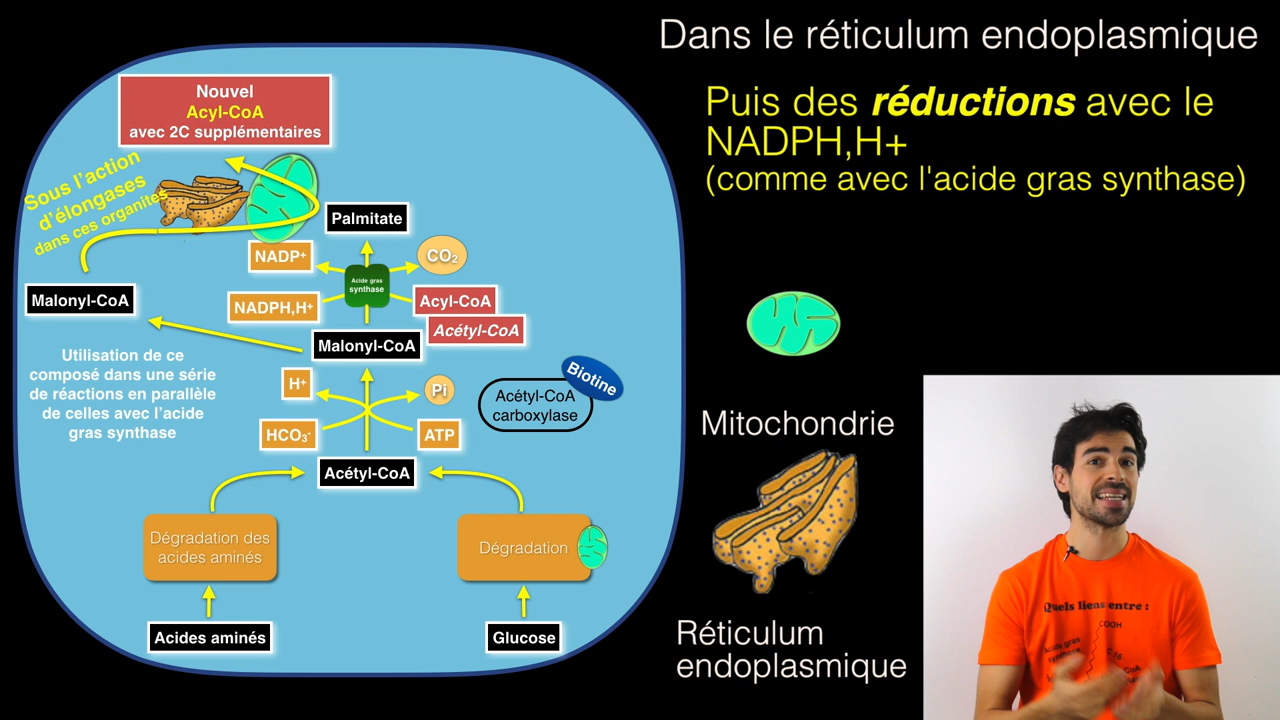 Dans le réticulum endoplasmique
Puis des réductions avec le
NADPH,H+
(comme avec l'acide gras synthase)
Nouvel
Acyl-CoA
avec 2C supplémentaires
Sous l'action
d'élongases
dans ces organites
Palmitate
NADP+
CO₂
Acide gras
synthase
Malonyl-CoA
NADPH,H+
Acyl-CoA
Acétyl-CoA
Malonyl-CoA
Utilisation de ce
composé dans une série
de réactions en parallèle
de celles avec l'acide
gras synthase
H+
Pi
Biotine
Acétyl-CoA
carboxylase
HCO₃-
ATP
Acétyl-CoA
Dégradation des
acides aminés
Dégradation
Acides aminés
Glucose
Mitochondrie
Réticulum
endoplasmique
Quels liens entre :
COOH
Acide gras
synthase
C 16
CoA